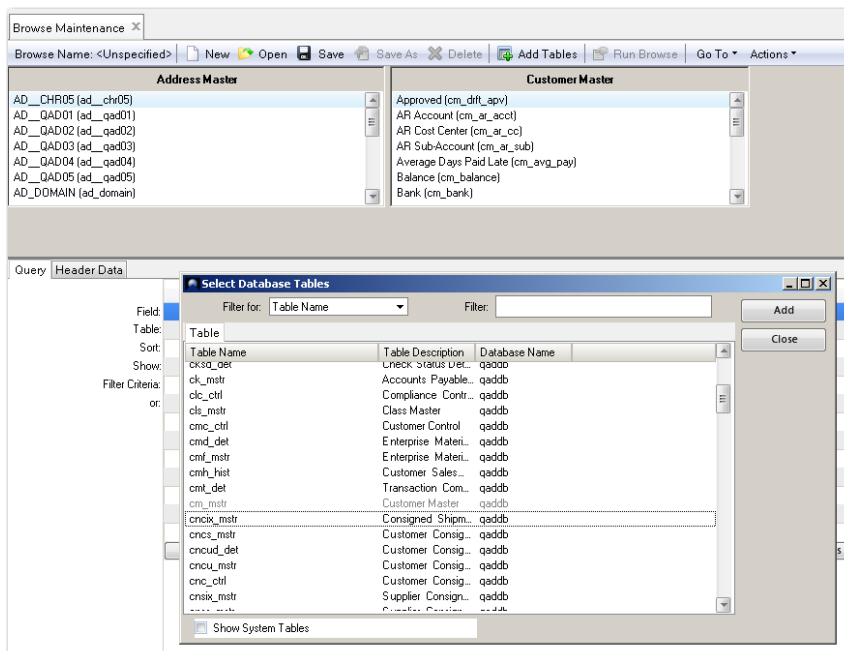 Browse Maintenance
Browse Name: <Unspecified> New Open Save Save As Delete Add Tables Run Browse Go To Actions
Address Master
AD__CHR05 (ad__chr05)
AD__QAD01 (ad__qad01)
AD__QAD02 (ad__qad02)
AD__QAD03 (ad__qad03)
AD__QAD04 (ad__qad04)
AD__QAD05 (ad__qad05)
AD_DOMAIN (ad_domain)
Customer Master
Approved (cm_drft_apv)
AR Account (cm_ar_acct)
AR Cost Center (cm_ar_cc)
AR Sub-Account (cm_ar_sub)
Average Days Paid Late (cm_avg_pay)
Balance (cm_balance)
Bank (cm_bank)
Query Header Data
Field:
Table:
Sort:
Show:
Filter Criteria:
or:
Select Database Tables
Filter for: Table Name Filter:
Add
Close
Table
Table Name Table Description Database Name
cksd_det Check Status Det... qaddb
ck_mstr Accounts Payable... qaddb
clc_ctrl Compliance Contr... qaddb
cls_mstr Class Master qaddb
cmc_ctrl Customer Control qaddb
cmd_det Enterprise Materi... qaddb
cmf_mstr Enterprise Materi... qaddb
cmh_hist Customer Sales... qaddb
cmt_det Transaction Com... qaddb
cm_mstr Customer Master qaddb
cncix_mstr Consigned Shipm... qaddb
cncs_mstr Customer Consig... qaddb
cncud_det Customer Consig... qaddb
cncu_mstr Customer Consig... qaddb
cnc_ctrl Customer Consig... qaddb
cnsix_mstr Supplier Consign... qaddb
Show System Tables